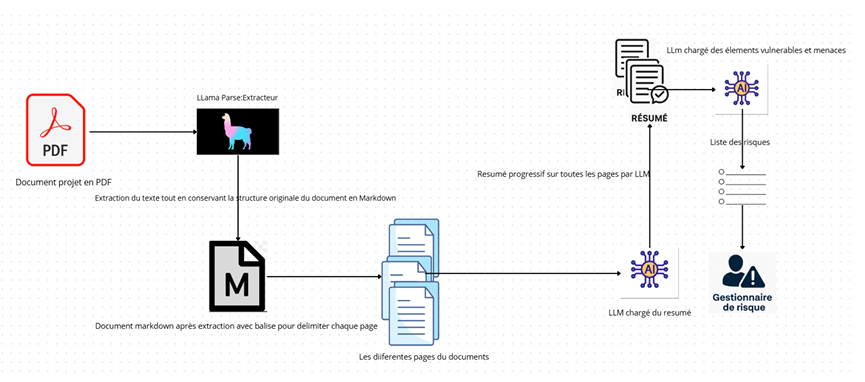 LLm chargé des élements vulnerables et menaces
LLama Parse:Extracteur
PDF
AI
RÉSUMÉ
Document projet en PDF
Liste des risques
Resumé progressif sur toutes les pages par LLM
Extraction du texte tout en conservant la structure originale du document en Markdown
M
AI
Gestionnaire
de risque
LLM chargé du resumé
Document markdown après extraction avec balise pour delimiter chaque page
Les diiferentes pages du documents